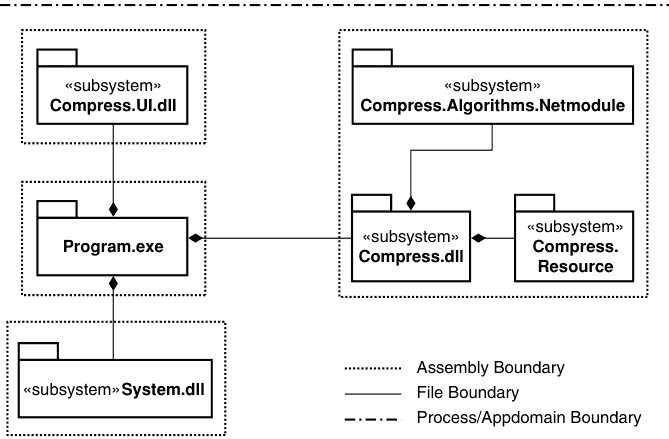 «subsystem»
Compress.UI.dll
«subsystem»
Compress.Algorithms.Netmodule
Program.exe
«subsystem»
Compress.dll
«subsystem»
Compress.
Resource
«subsystem» System.dll
Assembly Boundary
File Boundary
Process/Appdomain Boundary